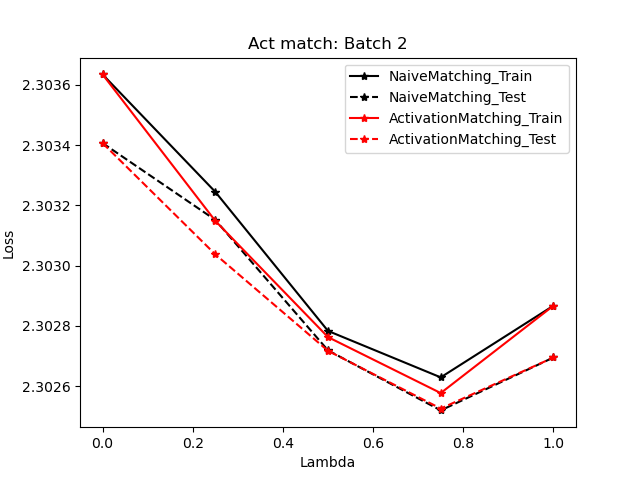 Act match: Batch 2
NaiveMatching_Train
NaiveMatching_Test
ActivationMatching_Train
ActivationMatching_Test
2.3036
2.3034
2.3032
2.3030
2.3028
2.3026
Loss
0.0 0.2 0.4 0.6 0.8 1.0
Lambda